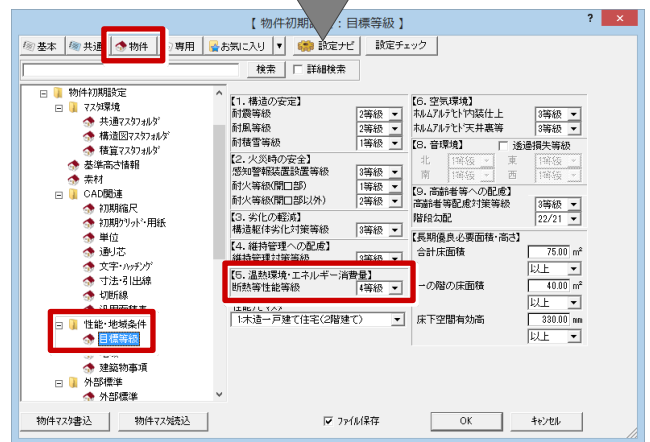 【 物件初期 : 目標等級 】
? ×
基本 共通 物件 専用 お気に入り ▼ 設定ナビ 設定チェック
検索 詳細検索
物件初期設定
マスタ環境
共通マスタフォルダ
構造図マスタフォルダ
積算マスタフォルダ
基準高さ情報
素材
CAD関連
初期縮尺
初期グリッド・用紙
単位
通り芯
文字・ハッチング
寸法・引出線
切断線
性能・地域条件
目標等級
建築物事項
外部標準
外部標準
【1. 構造の安定】
耐震等級 2等級
耐風等級 2等級
耐積雪等級 1等級
【2. 火災時の安全】
感知警報装置設置等級 3等級
耐火等級(開口部) 1等級
耐火等級(開口部以外) 2等級
【3. 劣化の軽減】
構造躯体劣化対策等級 3等級
【4. 維持管理への配慮】
維持管理対策等級 3等級
【5. 温熱環境・エネルギー消費量】
断熱等性能等級 4等級
1:木造一戸建て住宅(2階建て)
【6. 空気環境】
ホルムアルデヒト゛内装仕上 3等級
ホルムアルデヒト゛天井裏等 3等級
【8. 音環境】 透過損失等級
北 1等級 東 1等級
南 1等級 西 1等級
【9. 高齢者等への配慮】
高齢者等配慮対策等級 3等級
階段勾配 22/21
【長期優良必要面積・高さ】
合計床面積 75.00 m²
以上
一の階の床面積 40.00 m²
以上
床下空間有効高 330.00 mm
以上
物件マスタ書込 物件マスタ読込 ファイル保存 OK キャンセル